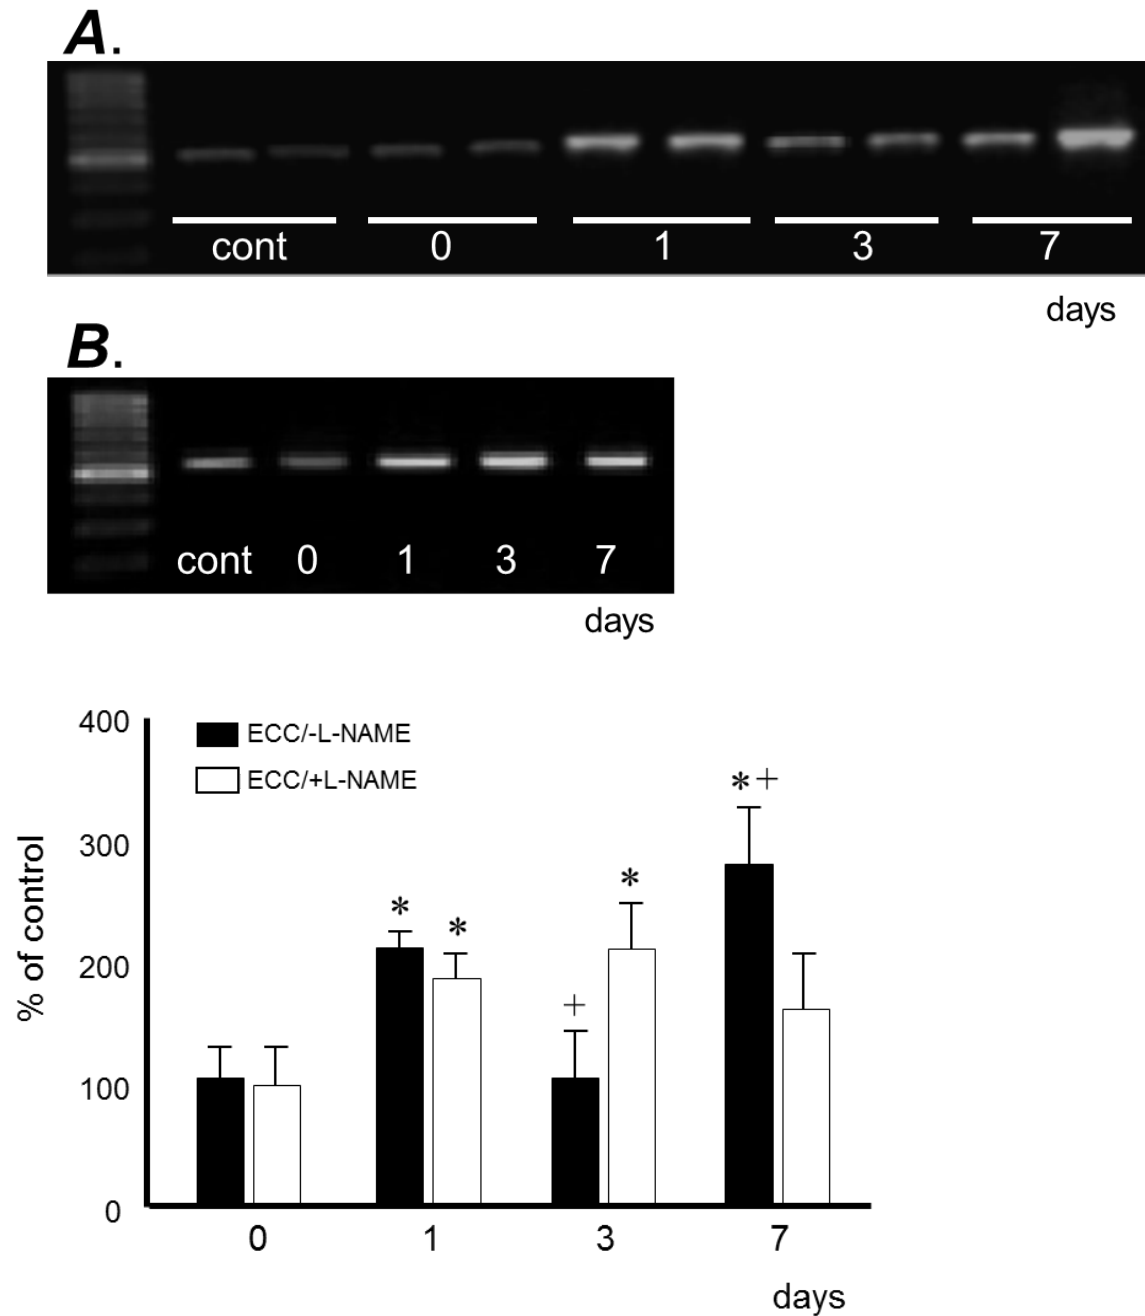 A.
cont 0 1 3 7
days
B.
cont 0 1 3 7
days
400
300
200
100
0
% of control
ECC/-L-NAME
ECC/+L-NAME
* *
+ *
* +
0 1 3 7
days